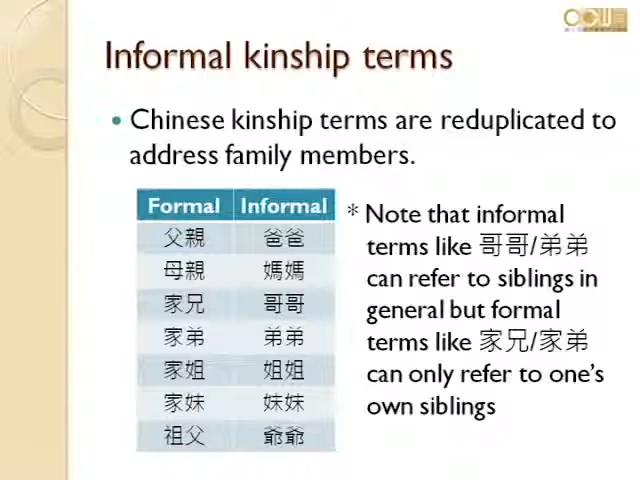 Informal kinship terms
Chinese kinship terms are reduplicated to
address family members.
Formal Informal
父親 爸爸
母親 媽媽
家兄 哥哥
家弟 弟弟
家姐 姐姐
家妹 妹妹
祖父 爺爺
* Note that informal
terms like 哥哥/弟弟
can refer to siblings in
general but formal
terms like 家兄/家弟
can only refer to one's
own siblings